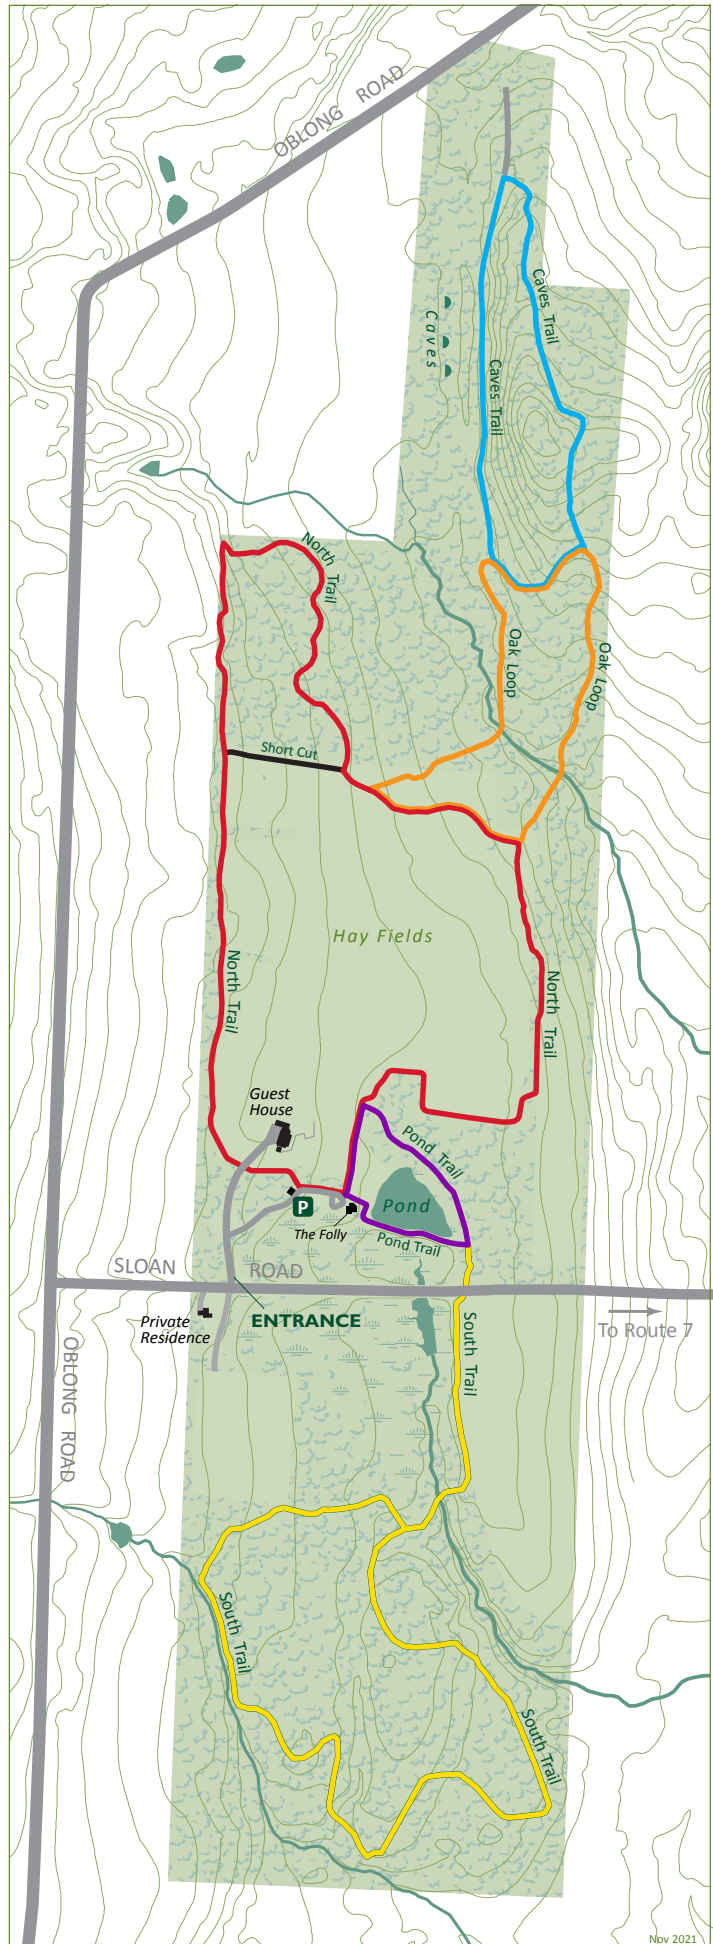 OBLONG ROAD
Caves Trail
Caves
Caves Trail
North Trail
Oak Loop
Oak Loop
Short Cut
Hay Fields
North Trail
North Trail
Guest
House
Pond Trail
P
Pond
The Folly
Pond Trail
SLOAN ROAD
ENTRANCE
Private
Residence
South Trail
To Route 7
OBLONG ROAD
South Trail
South Trail
Nov 2021